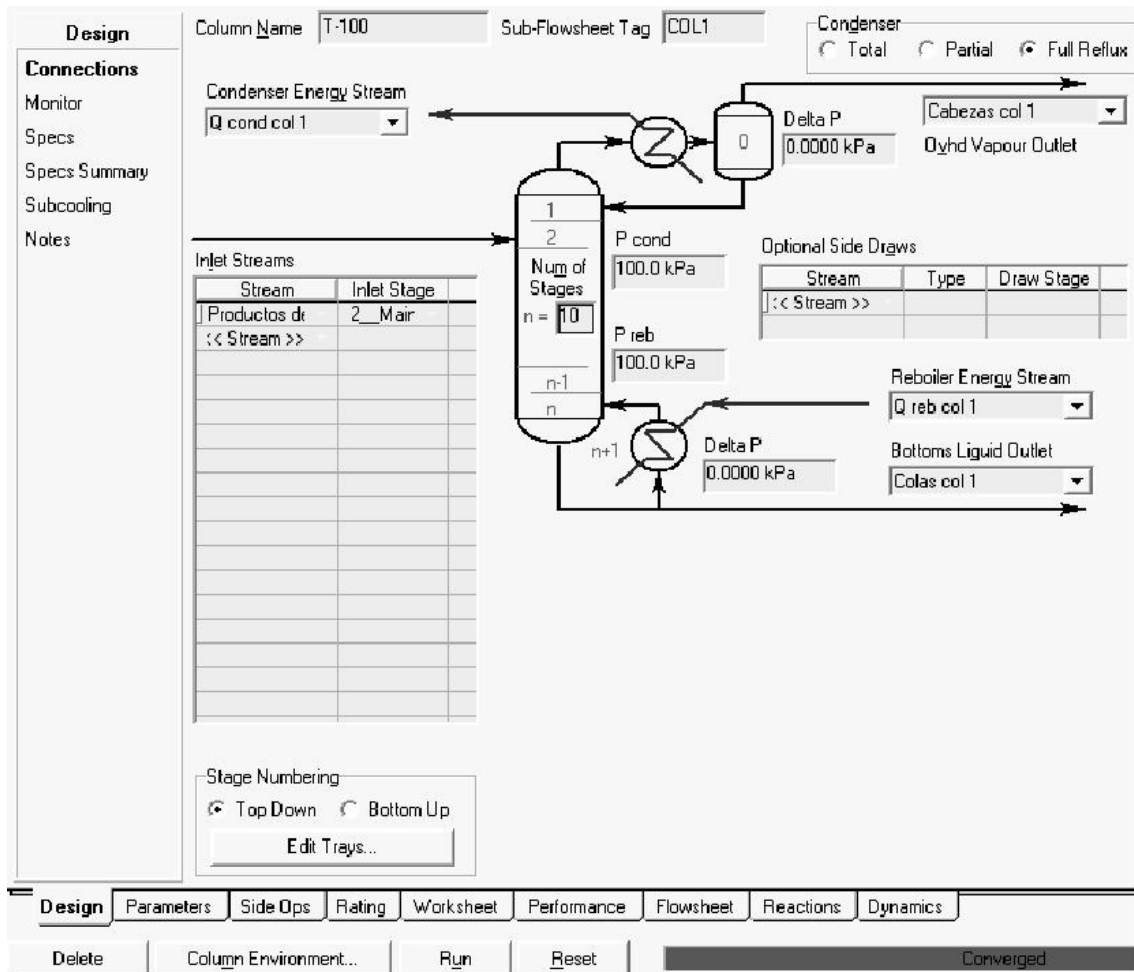 Design
Connections
Monitor
Specs
Specs Summary
Subcooling
Notes
Column Name T-100 Sub-Flowsheet Tag COL1
Condenser
Total Partial Full Reflux
Condenser Energy Stream
Q cond col 1
Delta P
0.0000 kPa
Cabezas col 1
Ovhd Vapour Outlet
0
1
2
Num of
Stages
n = 10
n-1
n
n+1
P cond
100.0 kPa
P reb
100.0 kPa
Inlet Streams
Stream Inlet Stage
Productos de 2__Mair
<< Stream >>
Optional Side Draws
Stream Type Draw Stage
<< Stream >>
Reboiler Energy Stream
Q reb col 1
Delta P
0.0000 kPa
Bottoms Liquid Outlet
Colas col 1
Stage Numbering
Top Down Bottom Up
Edit Trays...
Design Parameters Side Ops Rating Worksheet Performance Flowsheet Reactions Dynamics
Delete Column Environment... Run Reset Converged